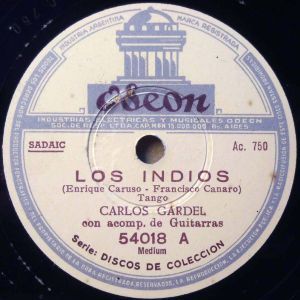 INDUSTRIA ARGENTINA
MARCA REGISTRADA
Odeon
INDUSTRIAS ELECTRICAS Y MUSICALES ODEON
SOC. DE RESP. LTDA. CAP. M$N 15.000.000 Bs. AIRES
SADAIC
Ac. 750
LOS INDIOS
(Enrique Caruso - Francisco Canaro)
Tango
CARLOS GARDEL
con acomp. de Guitarras
54018 A
Medium
Serie: DISCOS DE COLECCION